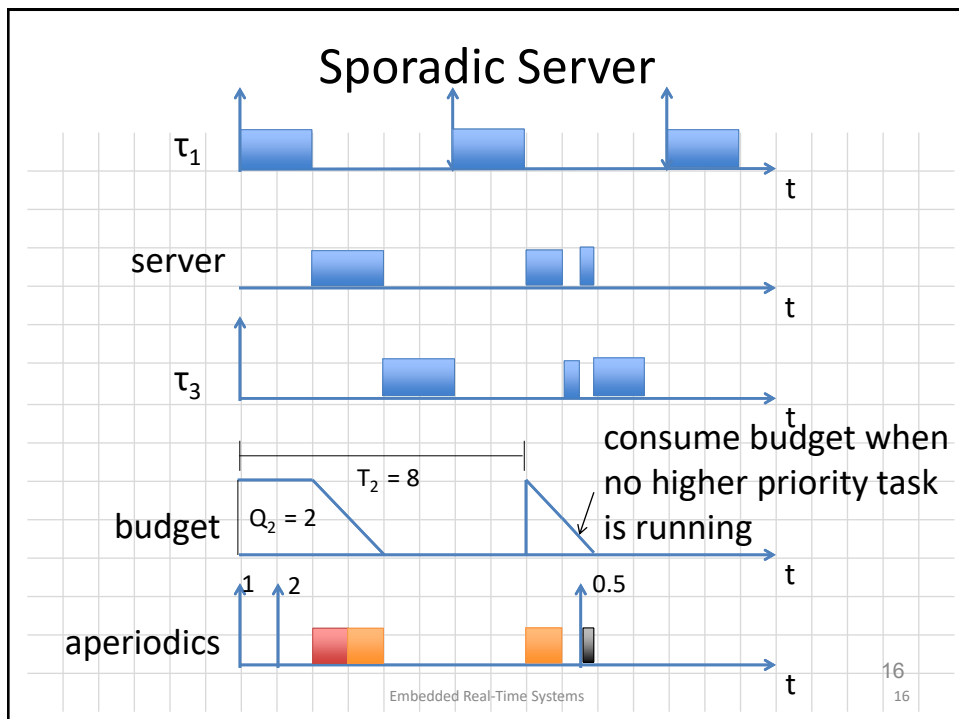 Sporadic Server
τ1
t
server
t
τ3
t
consume budget when
no higher priority task
is running
T2 = 8
Q2 = 2
budget
t
1
2
0.5
aperiodics
t
16
Embedded Real-Time Systems
16